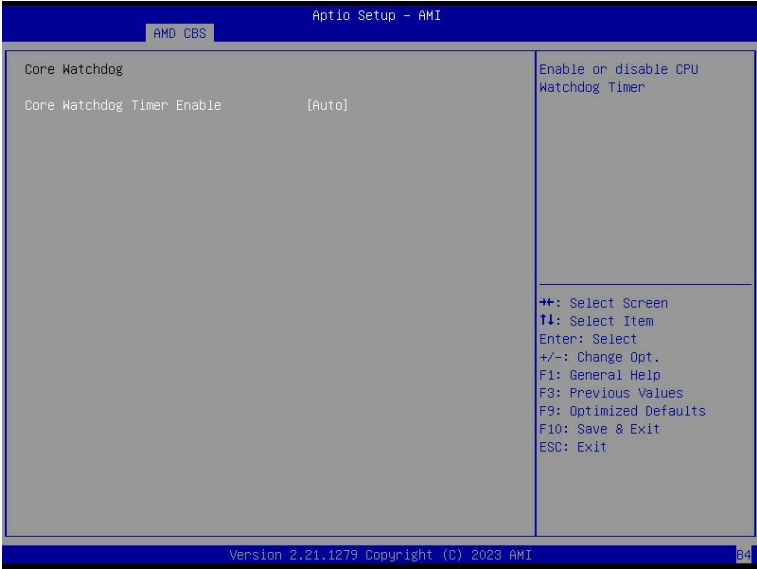 Aptio Setup – AMI
AMD CBS
Core Watchdog
Core Watchdog Timer Enable [Auto]
Enable or disable CPU
Watchdog Timer
→←: Select Screen
↑↓: Select Item
Enter: Select
+/-: Change Opt.
F1: General Help
F3: Previous Values
F9: Optimized Defaults
F10: Save & Exit
ESC: Exit
Version 2.21.1279 Copyright (C) 2023 AMI
B4